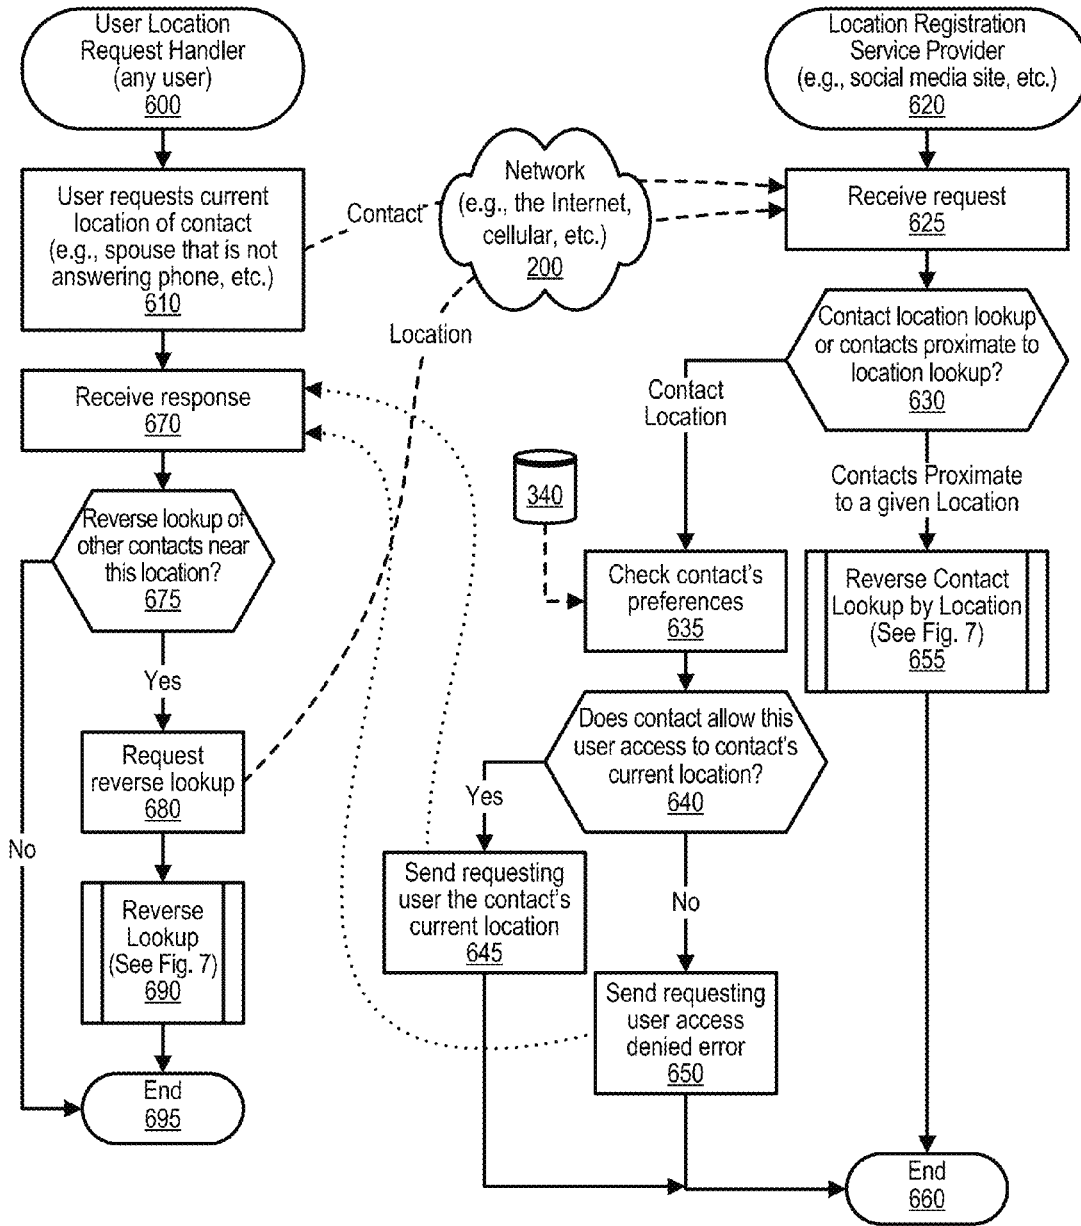 User Location
Request Handler
(any user)
600
User requests current
location of contact
(e.g., spouse that is not
answering phone, etc.)
610
Receive response
670
Reverse lookup of
other contacts near
this location?
675
Yes
No
Request
reverse lookup
680
Reverse
Lookup
(See Fig. 7)
690
End
695
Contact
Network
(e.g., the Internet,
cellular, etc.)
200
Location
Location Registration
Service Provider
(e.g., social media site, etc.)
620
Receive request
625
Contact location lookup
or contacts proximate to
location lookup?
630
Contact
Location
Contacts Proximate
to a given Location
340
Check contact's
preferences
635
Reverse Contact
Lookup by Location
(See Fig. 7)
655
Does contact allow this
user access to contact's
current location?
640
Yes
No
Send requesting
user the contact's
current location
645
Send requesting
user access
denied error
650
End
660